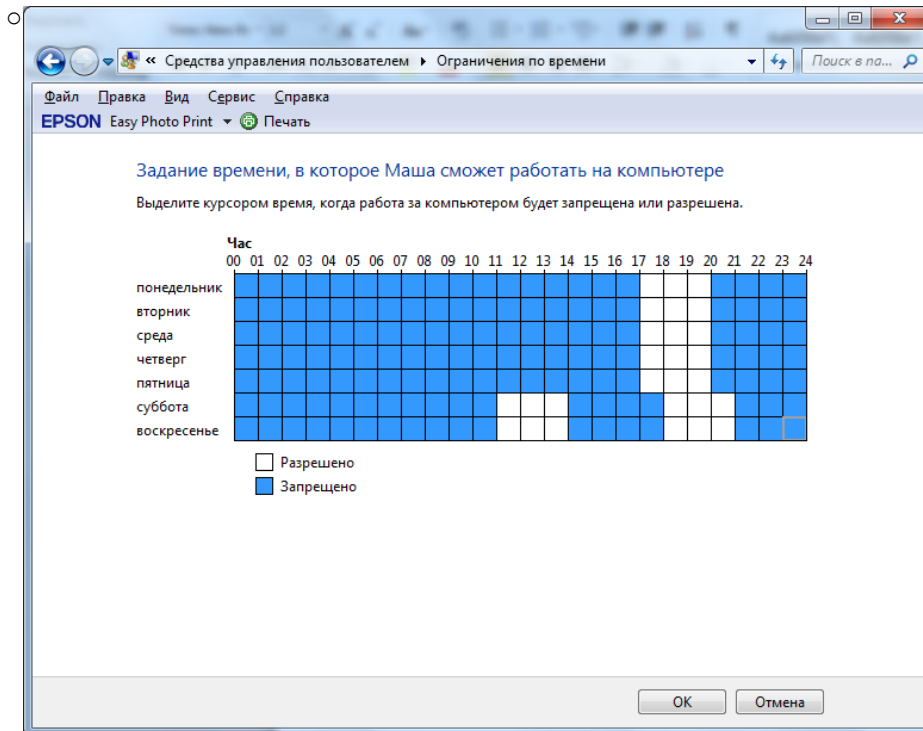 « Средства управления пользователем Ограничения по времени Поиск в па...
Файл Правка Вид Сервис Справка
EPSON Easy Photo Print Печать
Задание времени, в которое Маша сможет работать на компьютере
Выделите курсором время, когда работа за компьютером будет запрещена или разрешена.
Час
00 01 02 03 04 05 06 07 08 09 10 11 12 13 14 15 16 17 18 19 20 21 22 23 24
понедельник
вторник
среда
четверг
пятница
суббота
воскресенье
Разрешено
Запрещено
OK Отмена